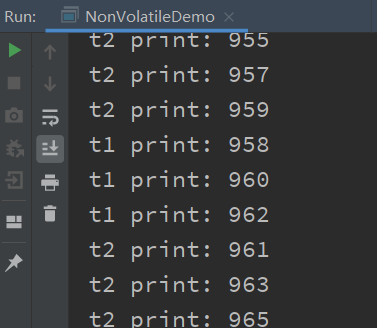 Run: NonVolatileDemo ×
t2 print: 955
t2 print: 957
t2 print: 959
t1 print: 958
t1 print: 960
t1 print: 962
t2 print: 961
t2 print: 963
t2 print: 965